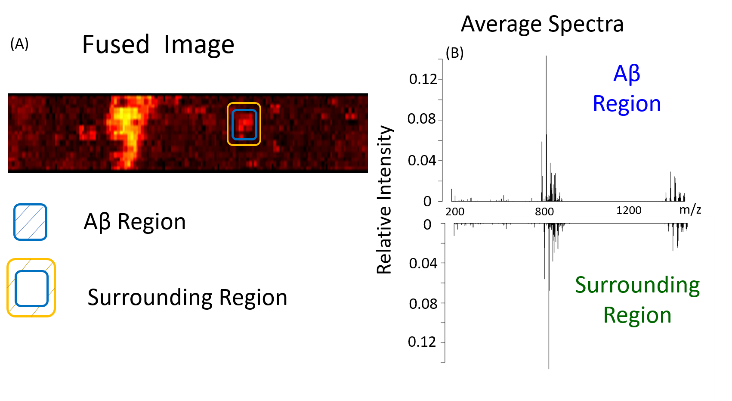 (A)
Fused Image
Aβ Region
Surrounding Region
Average Spectra
(B)
Aβ
Region
Relative Intensity
0.12
0.08
0.04
0
200
800
1200
m/z
0
0.04
0.08
0.12
Surrounding
Region